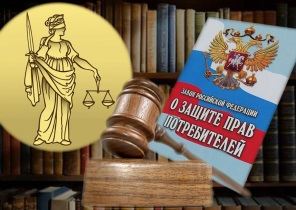 ЗАКОН РОССИЙСКОЙ ФЕДЕРАЦИИ
О ЗАЩИТЕ ПРАВ
ПОТРЕБИТЕЛЕЙ